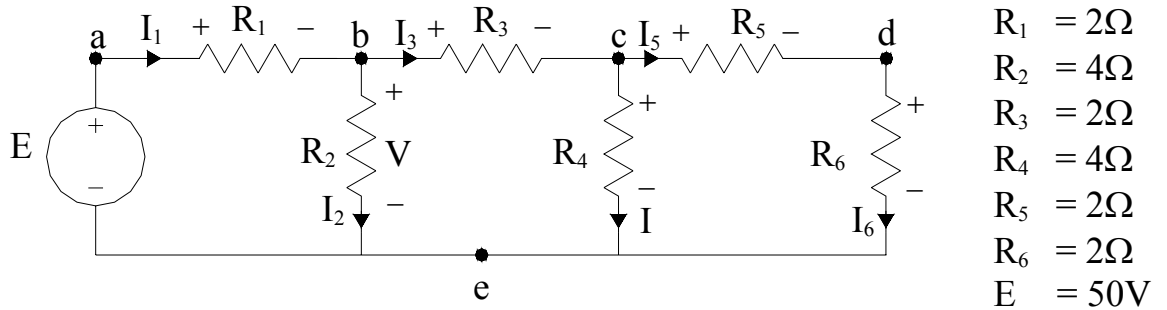 a I₁ + R₁ − b I₃ + R₃ − c I₅ + R₅ − d
E + −
R₂ + V − I₂
R₄ + − I
R₆ + − I₆
e
R₁ = 2Ω
R₂ = 4Ω
R₃ = 2Ω
R₄ = 4Ω
R₅ = 2Ω
R₆ = 2Ω
E = 50V